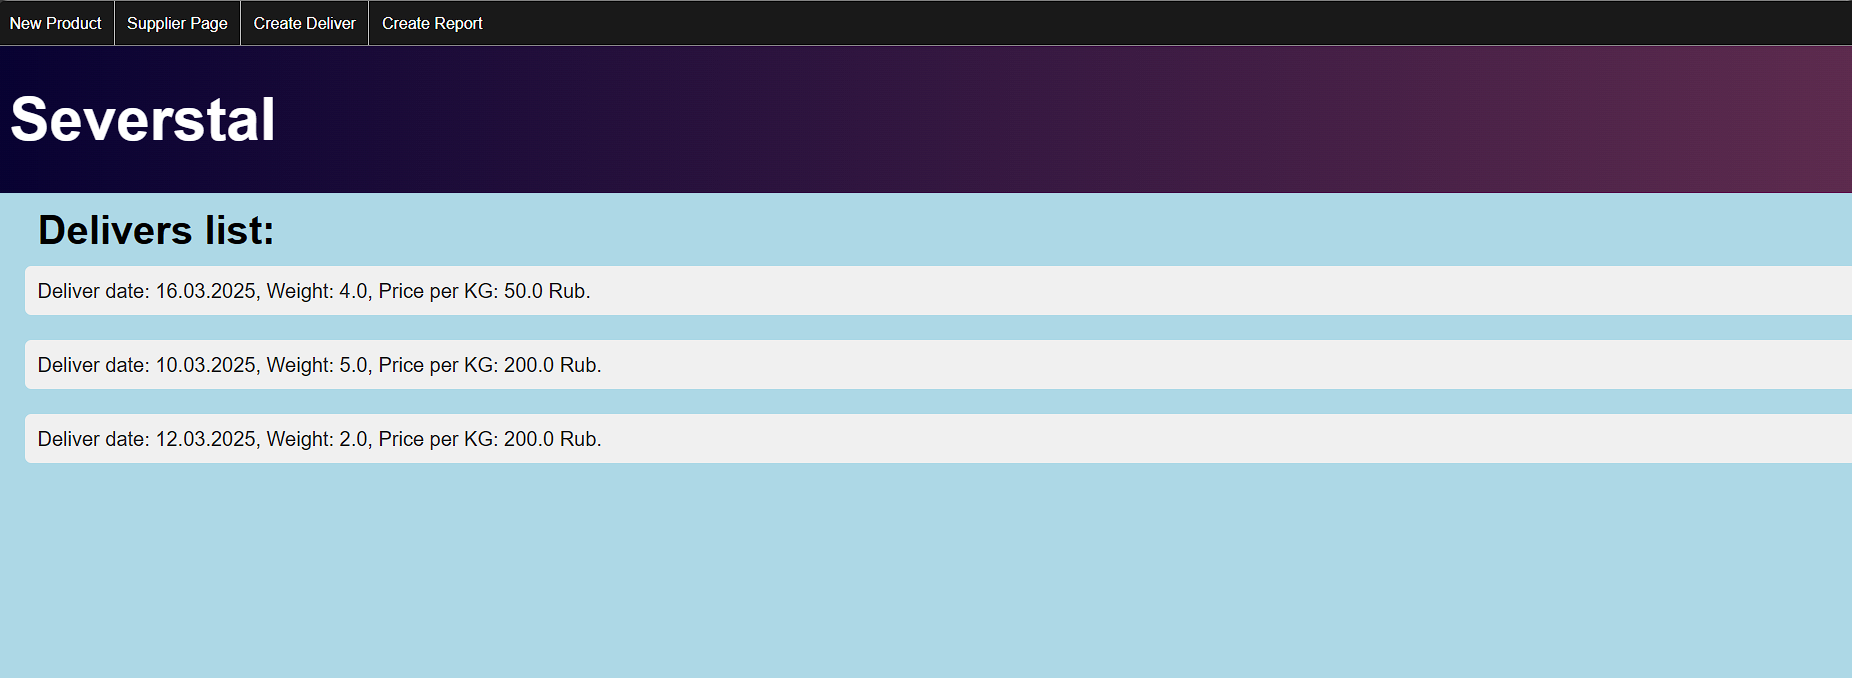 New Product Supplier Page Create Deliver Create Report
Severstal
Delivers list:
Deliver date: 16.03.2025, Weight: 4.0, Price per KG: 50.0 Rub.
Deliver date: 10.03.2025, Weight: 5.0, Price per KG: 200.0 Rub.
Deliver date: 12.03.2025, Weight: 2.0, Price per KG: 200.0 Rub.